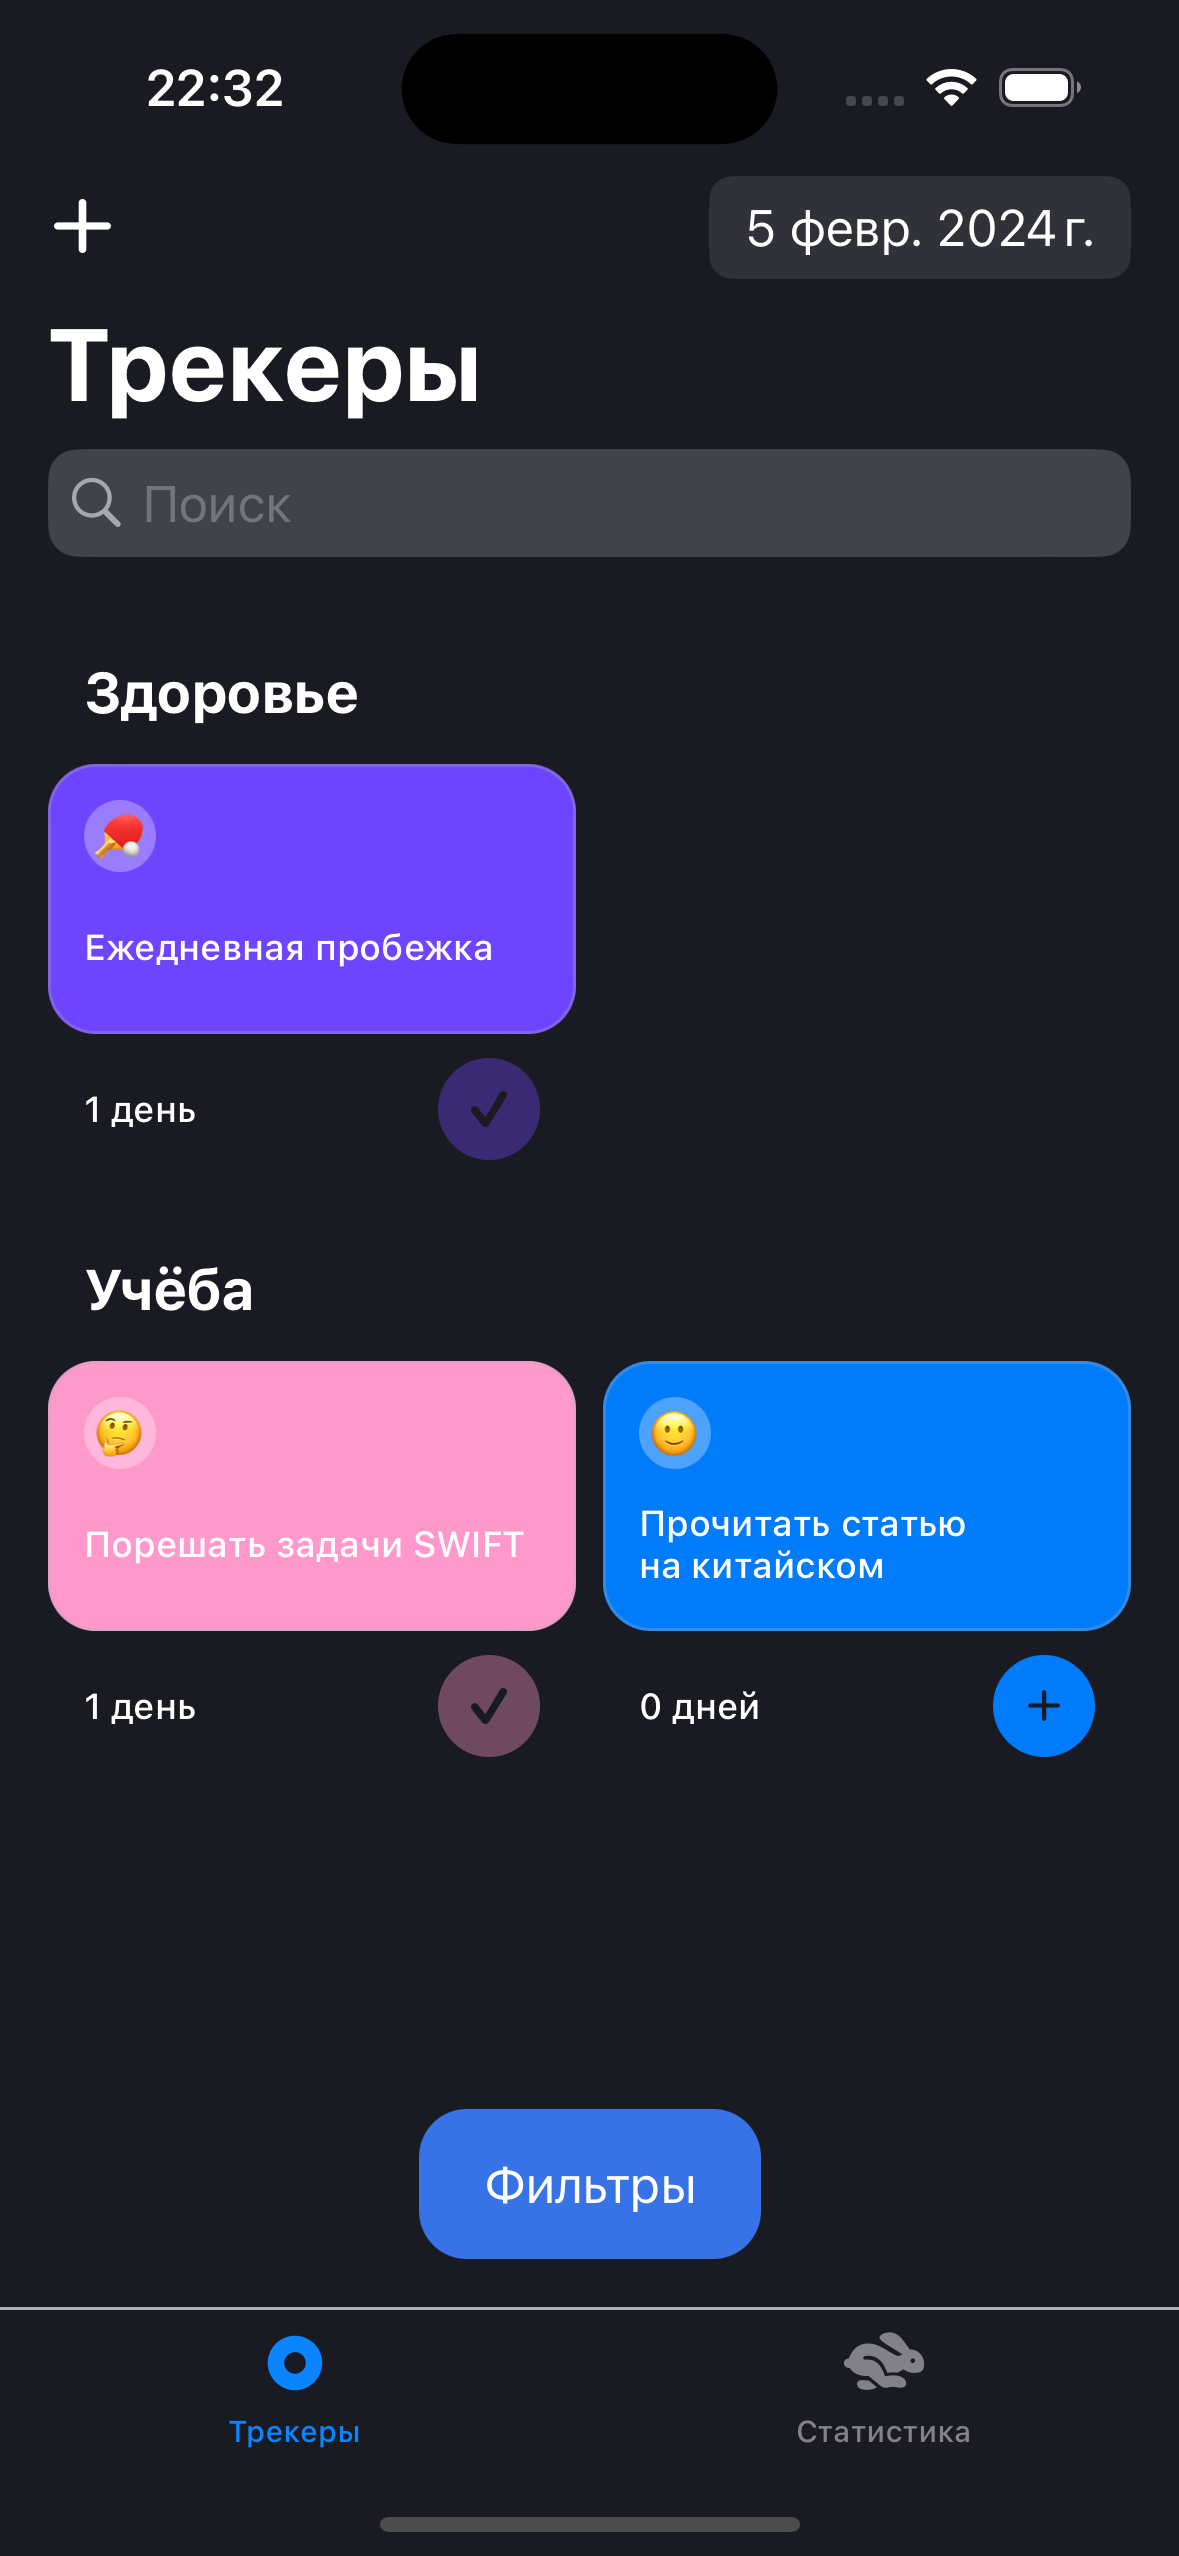 22:32
5 февр. 2024 г.
Трекеры
Поиск
Здоровье
Ежедневная пробежка
1 день
Учёба
Порешать задачи SWIFT
Прочитать статью
на китайском
1 день
0 дней
Фильтры
Трекеры
Статистика